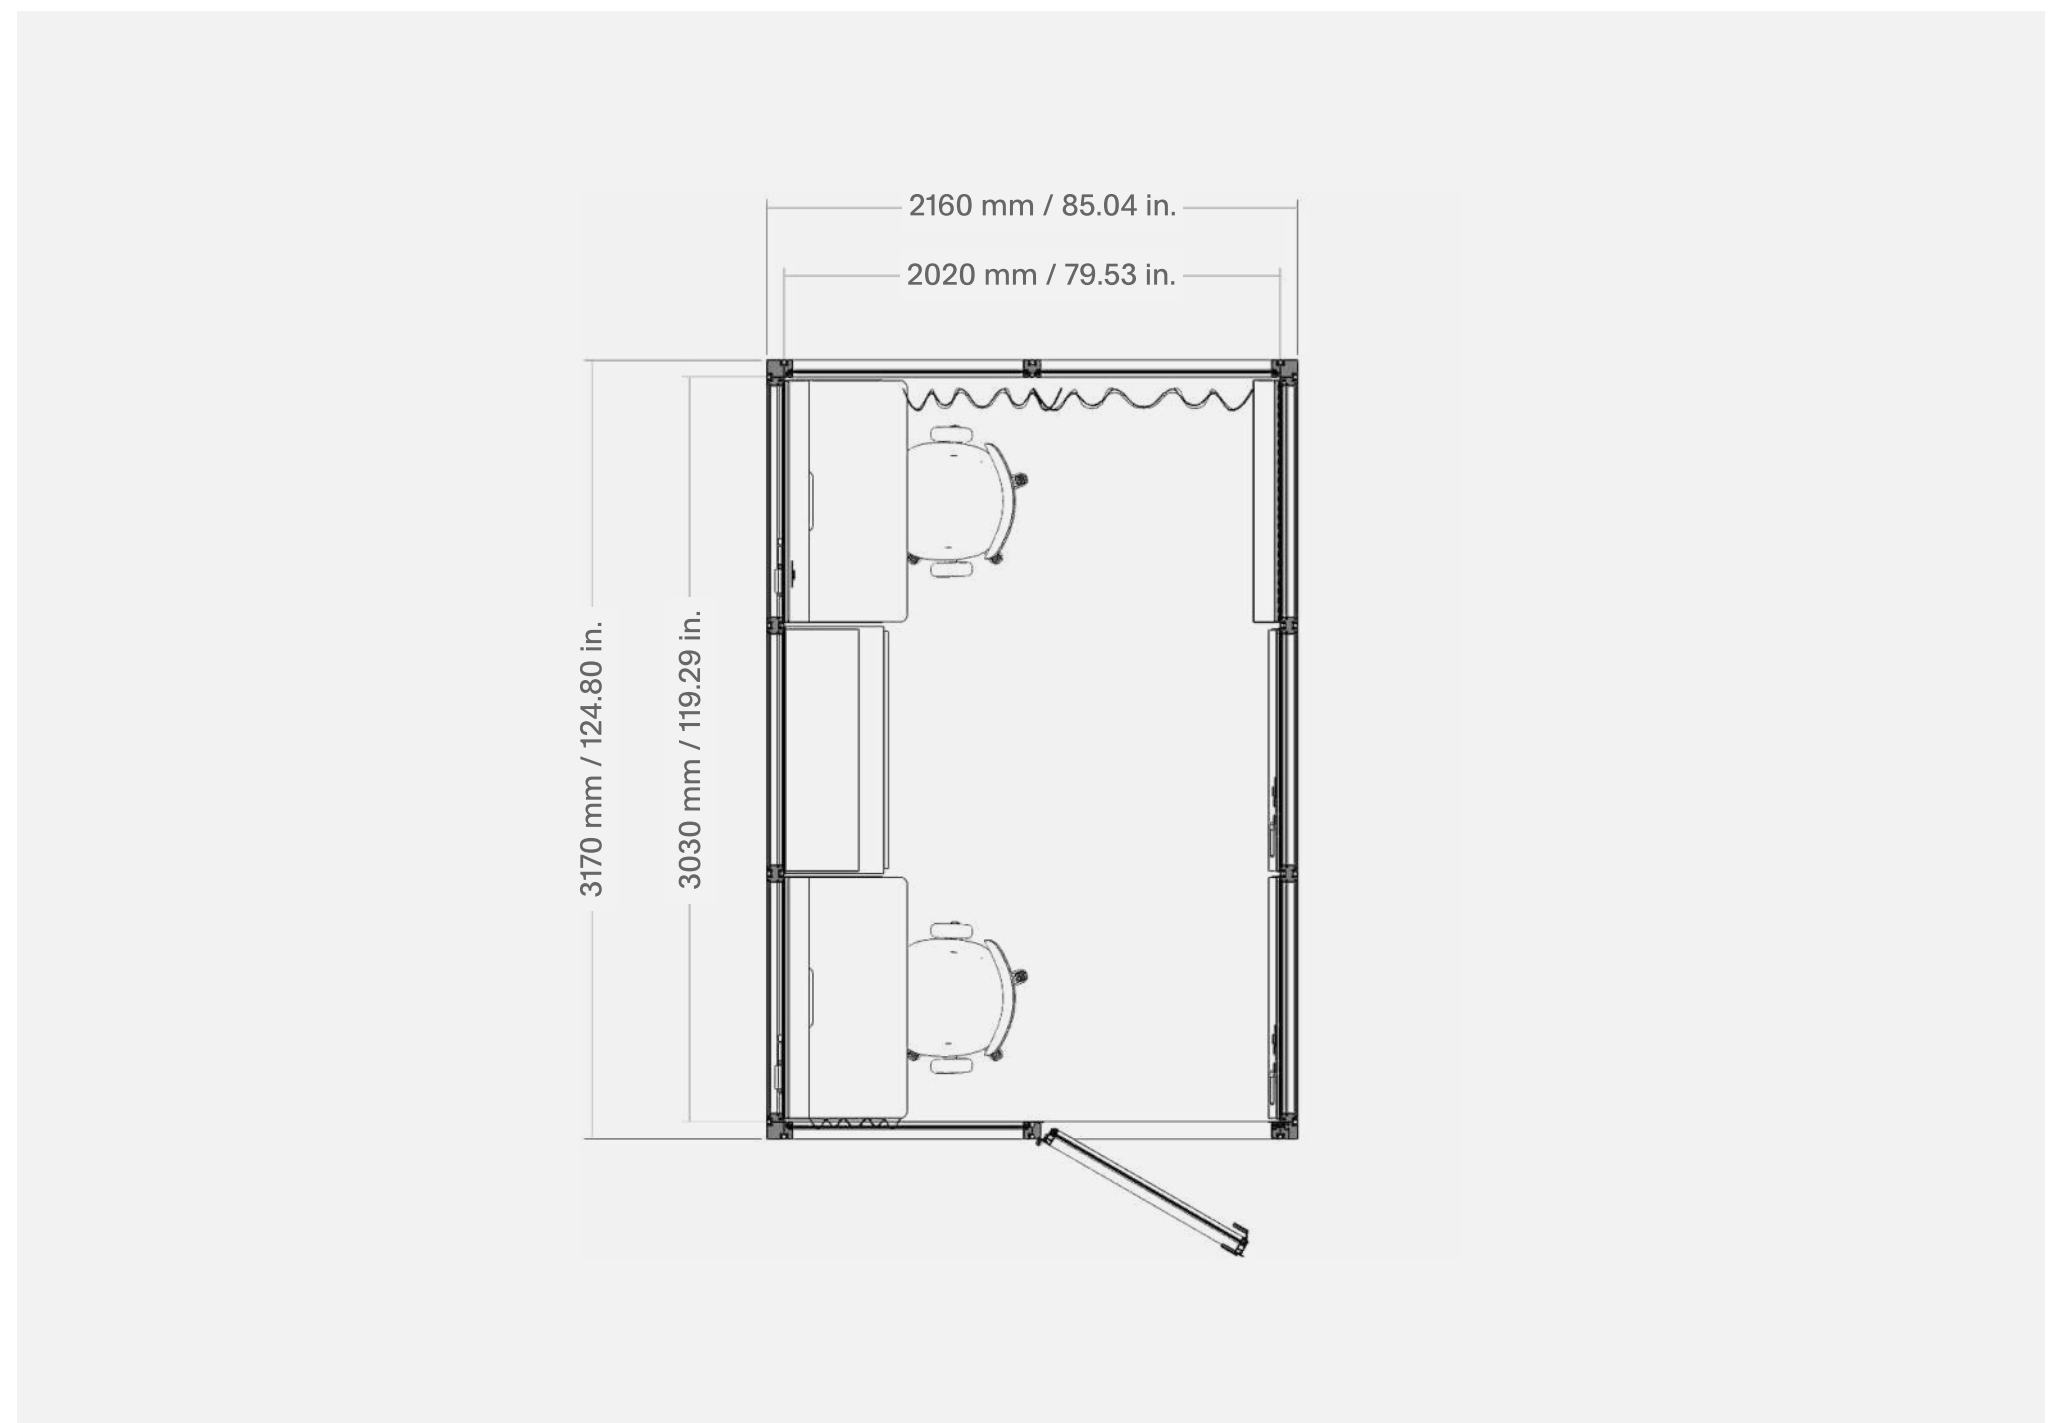 2160 mm / 85.04 in.
2020 mm / 79.53 in.
3170 mm / 124.80 in.
3030 mm / 119.29 in.